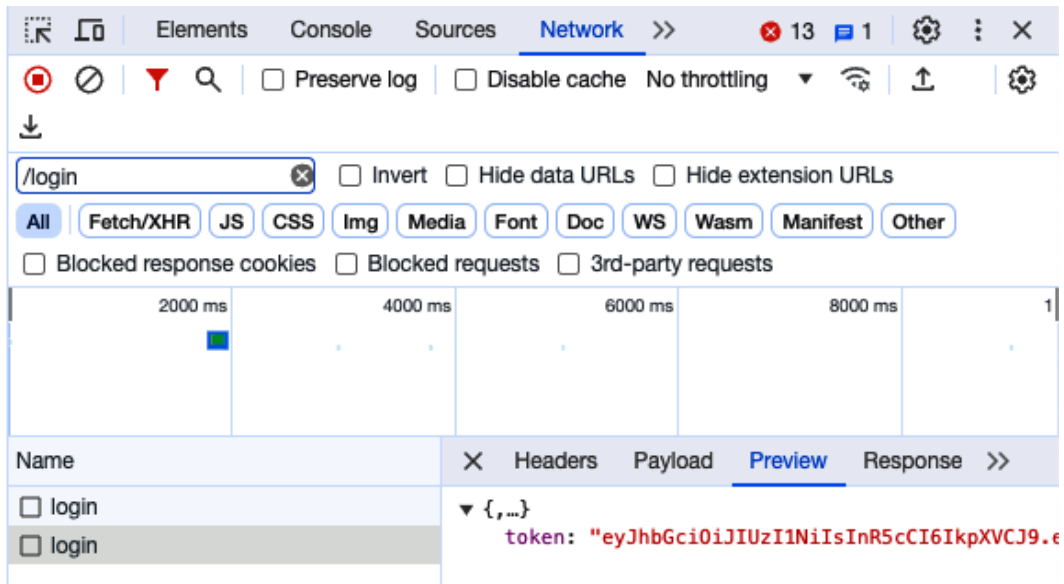 Elements Console Sources Network >> 13 1
Preserve log Disable cache No throttling
/login Invert Hide data URLs Hide extension URLs
All Fetch/XHR JS CSS Img Media Font Doc WS Wasm Manifest Other
Blocked response cookies Blocked requests 3rd-party requests
2000 ms 4000 ms 6000 ms 8000 ms 1
Name Headers Payload Preview Response >>
login
▼ {,…}
token: "eyJhbGciOiJIUzI1NiIsInR5cCI6IkpXVCJ9.e
login